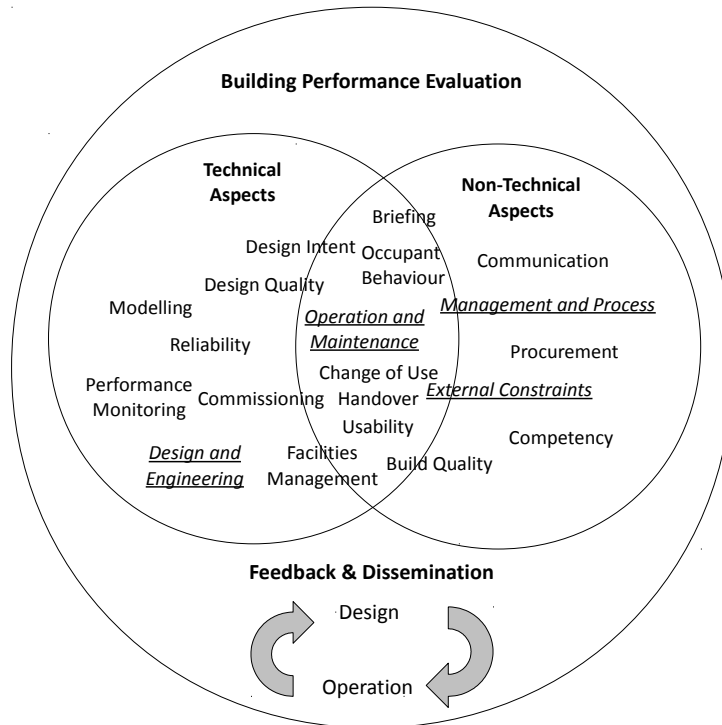 Building Performance Evaluation
Technical
Aspects
Non-Technical
Aspects
Briefing
Design Intent
Occupant
Behaviour
Communication
Design Quality
Modelling
Operation and
Maintenance
Management and Process
Reliability
Procurement
Performance
Monitoring
Commissioning
Change of Use
Handover
External Constraints
Usability
Competency
Design and
Engineering
Facilities
Management
Build Quality
Feedback & Dissemination
Design
Operation